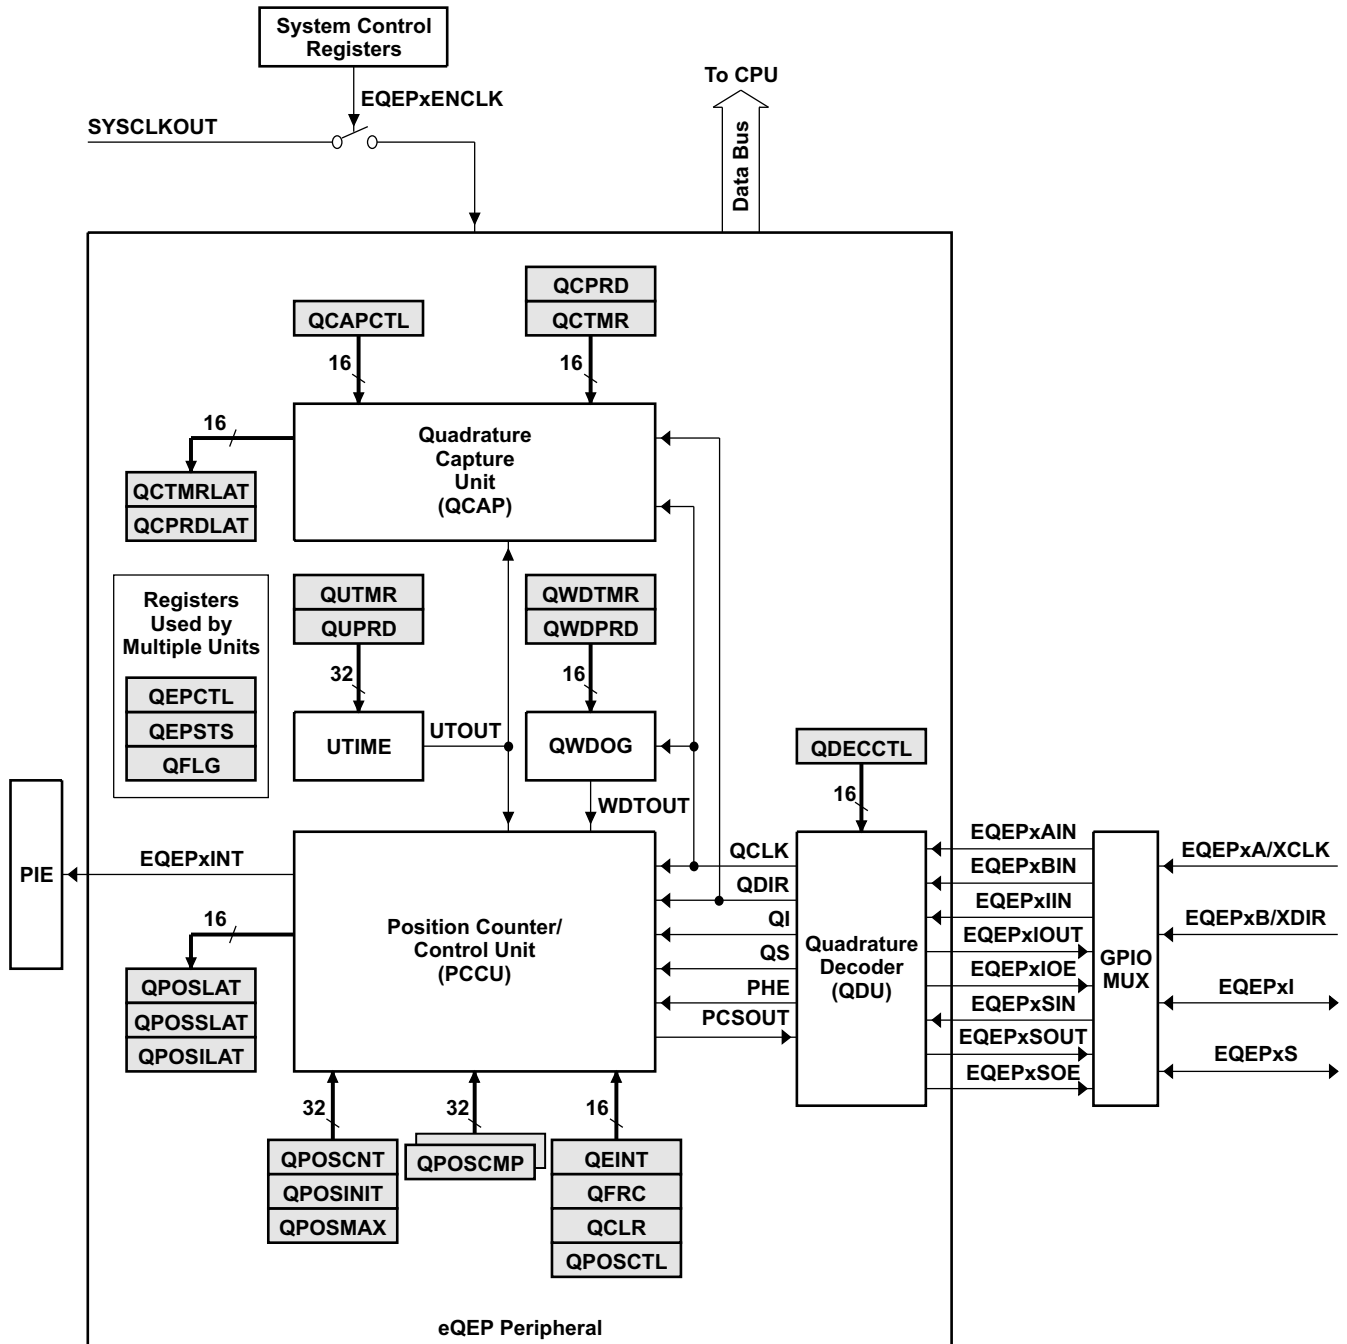 System Control
Registers
To CPU
EQEPxENCLK
SYSCLKOUT
Data Bus
QCPRD
QCAPCTL
QCTMR
16
16
16
Quadrature
Capture
Unit
(QCAP)
QCTMRLAT
QCPRDLAT
Registers
Used by
Multiple Units
QUTMR
QUPRD
QWDTMR
QWDPRD
32
16
QEPCTL
QEPSTS
QFLG
UTIME
UTOUT
QWDOG
QDECCTL
WDTOUT
16
PIE
EQEPxINT
QCLK
QDIR
QI
QS
PHE
PCSOUT
16
Position Counter/
Control Unit
(PCCU)
Quadrature
Decoder
(QDU)
EQEPxAIN
EQEPxBIN
EQEPxIIN
EQEPxIOUT
EQEPxIOE
EQEPxSIN
EQEPxSOUT
EQEPxSOE
GPIO
MUX
EQEPxA/XCLK
EQEPxB/XDIR
EQEPxI
EQEPxS
QPOSLAT
QPOSSLAT
QPOSILAT
32
32
16
QPOSCNT
QPOSINIT
QPOSMAX
QPOSCMP
QEINT
QFRC
QCLR
QPOSCTL
eQEP Peripheral